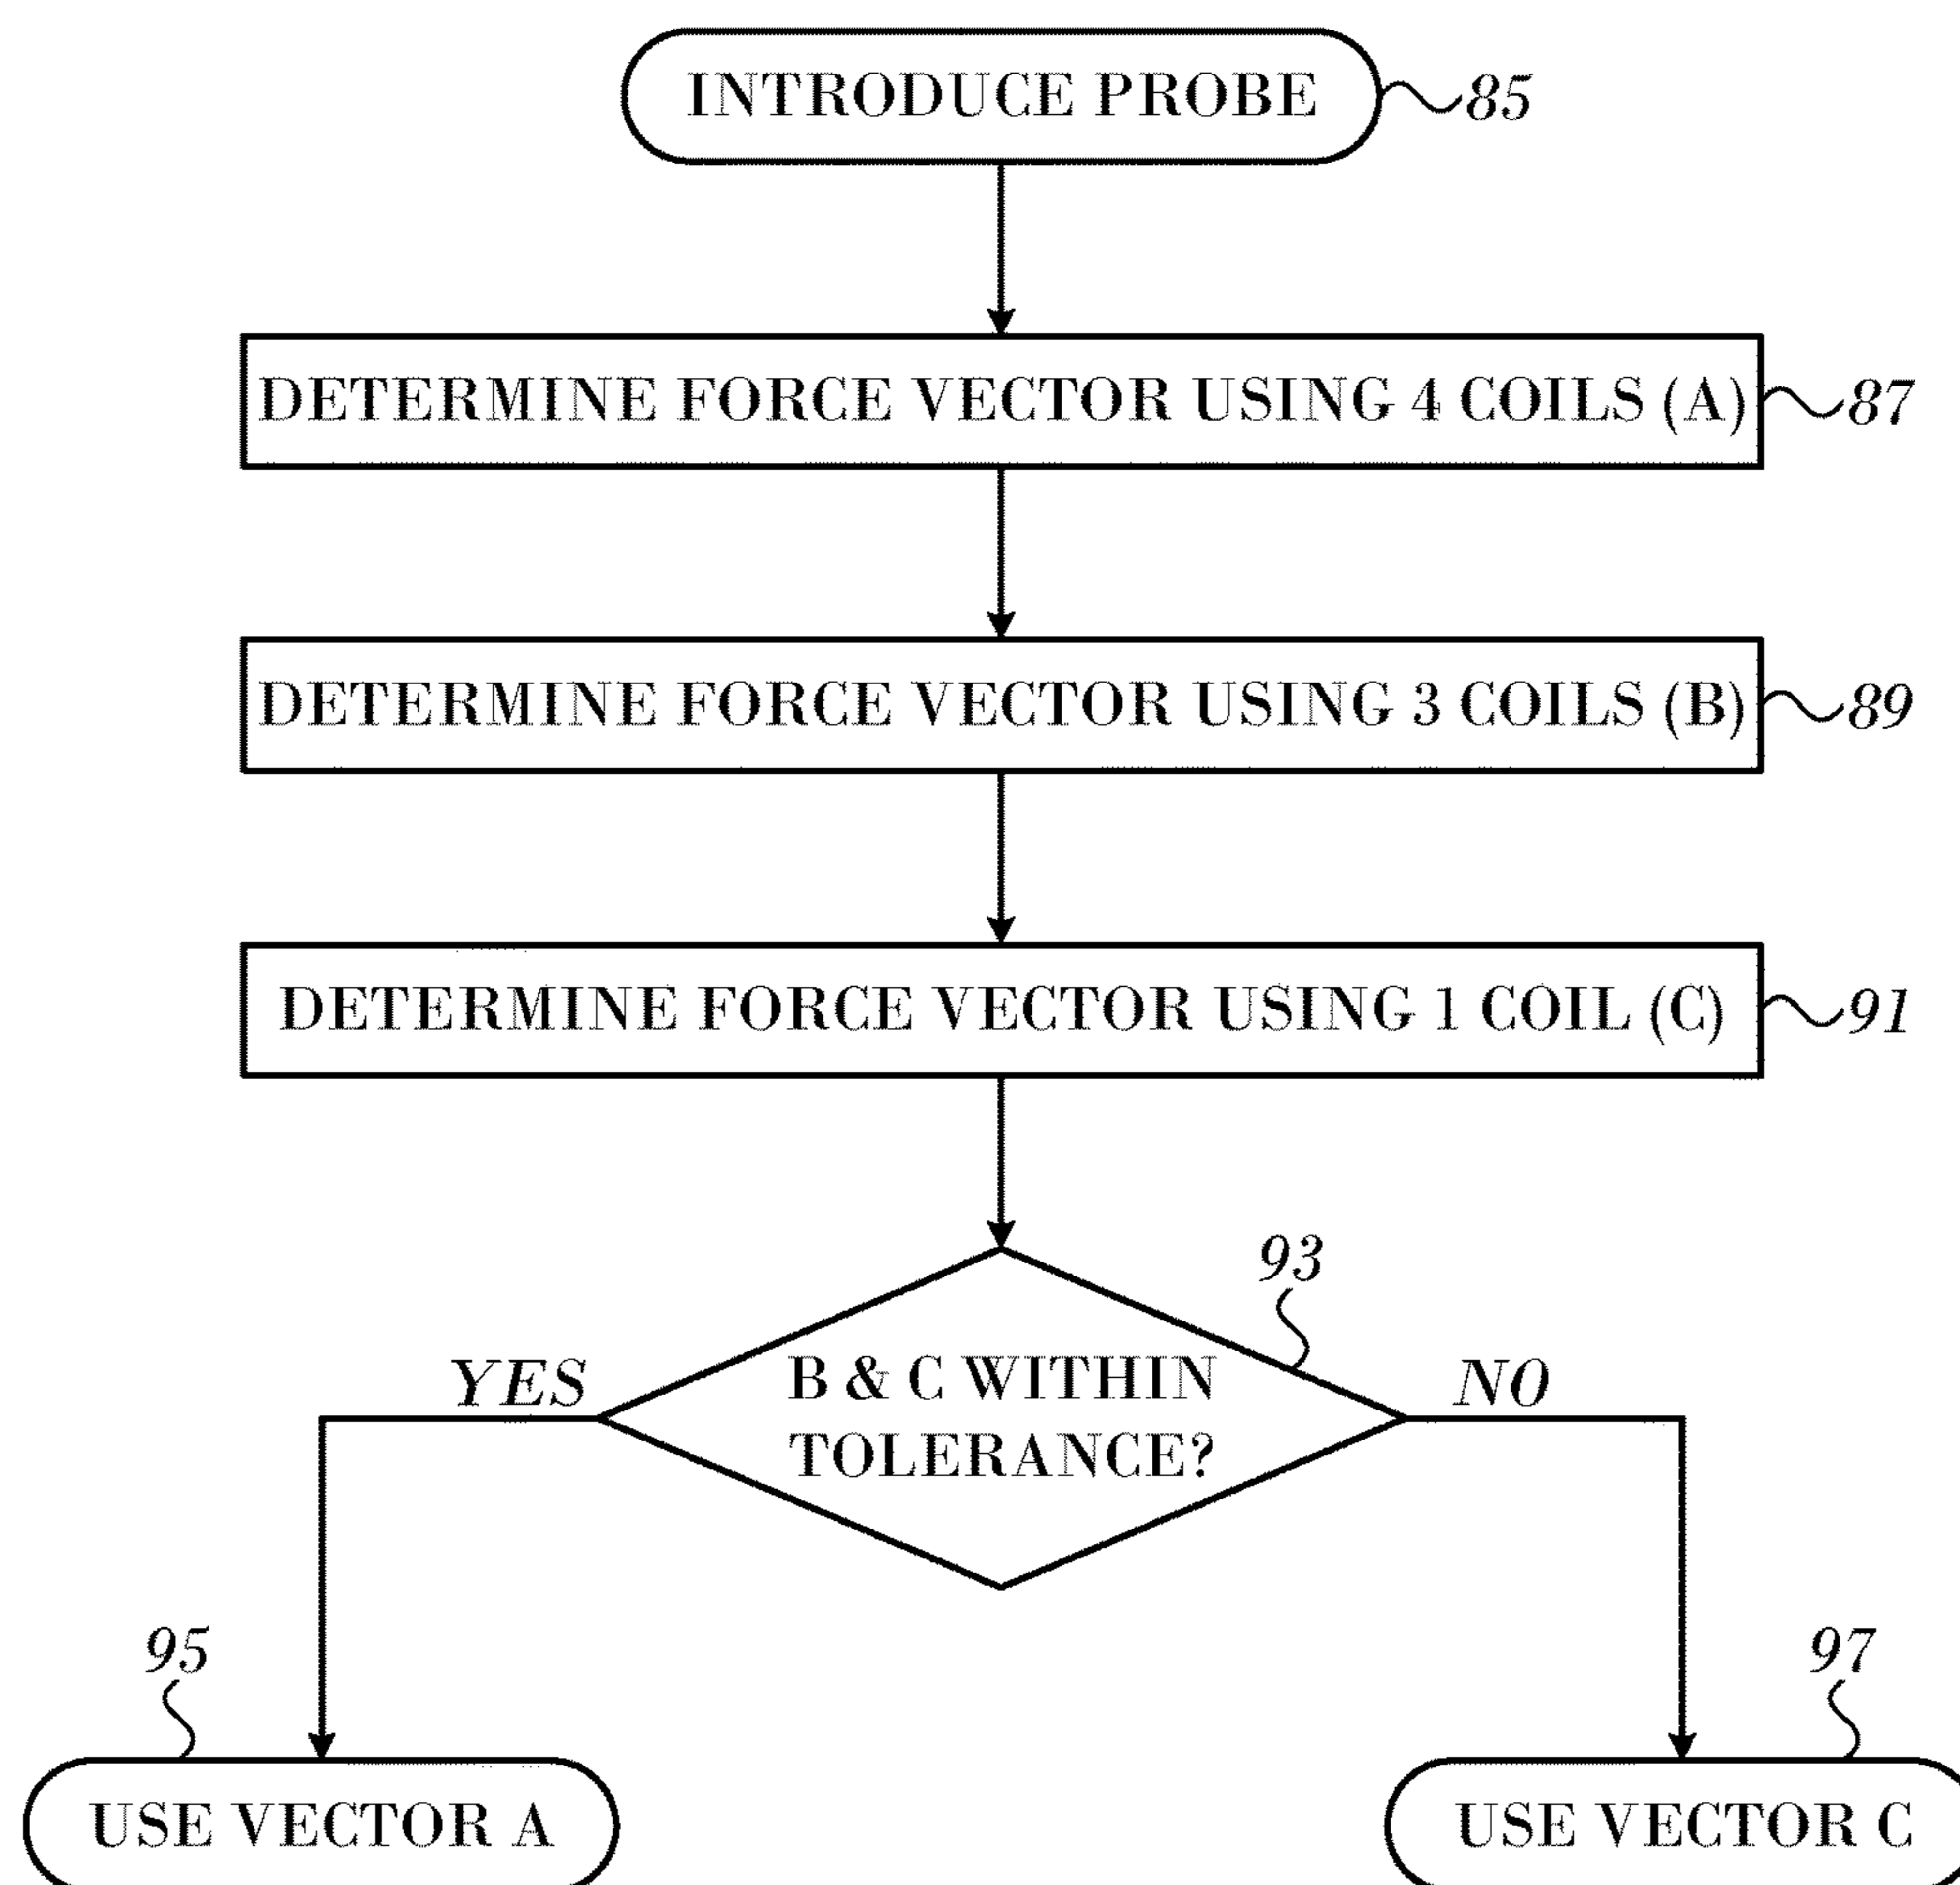 INTRODUCE PROBE
85
DETERMINE FORCE VECTOR USING 4 COILS (A)
87
DETERMINE FORCE VECTOR USING 3 COILS (B)
89
DETERMINE FORCE VECTOR USING 1 COIL (C)
91
93
YES
B & C WITHIN
TOLERANCE?
NO
95
97
USE VECTOR A
USE VECTOR C